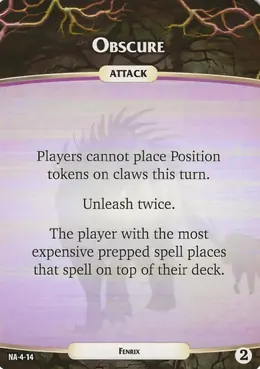 OBSCURE
ATTACK
Players cannot place Position
tokens on claws this turn.
Unleash twice.
The player with the most
expensive prepped spell places
that spell on top of their deck.
NA-4-14
FENRIX
2